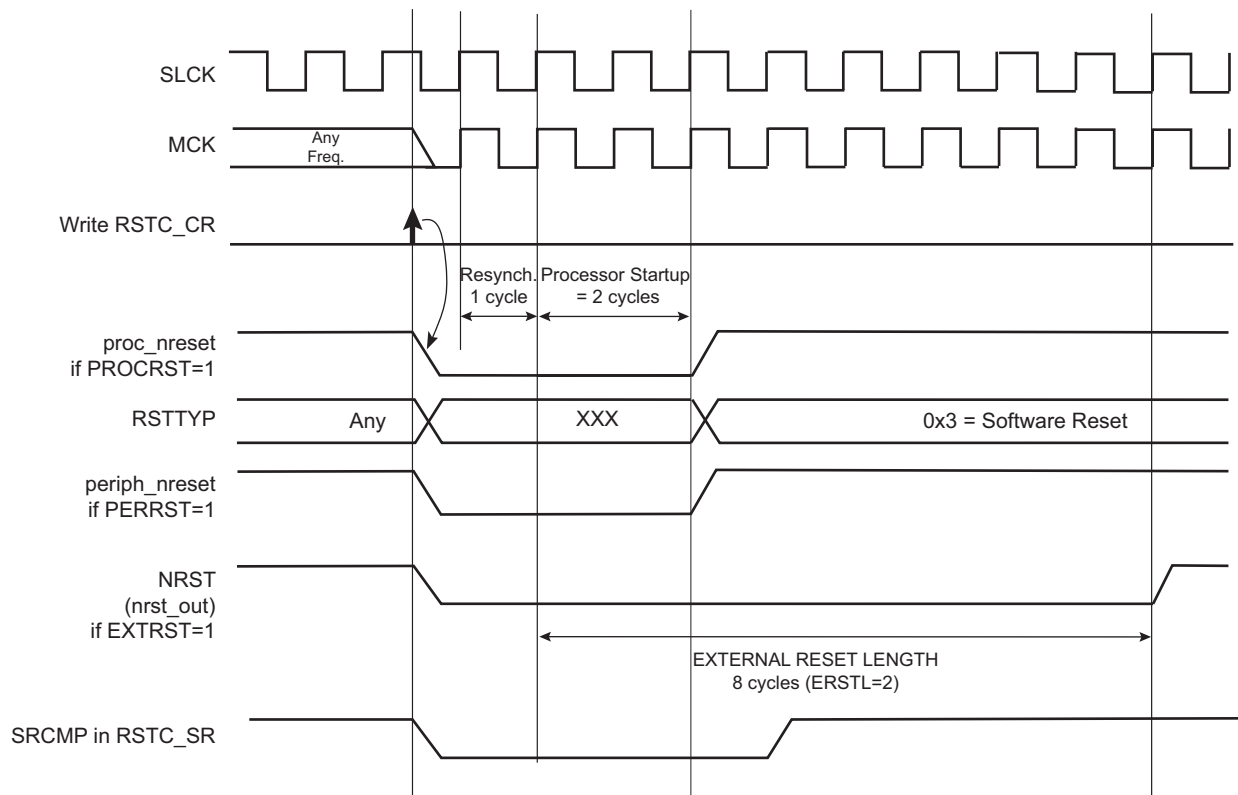 SLCK
MCK
Any
Freq.
Write RSTC_CR
Resynch. Processor Startup
1 cycle = 2 cycles
proc_nreset
if PROCRST=1
RSTTYP
Any
XXX
0x3 = Software Reset
periph_nreset
if PERRST=1
NRST
(nrst_out)
if EXTRST=1
EXTERNAL RESET LENGTH
8 cycles (ERSTL=2)
SRCMP in RSTC_SR